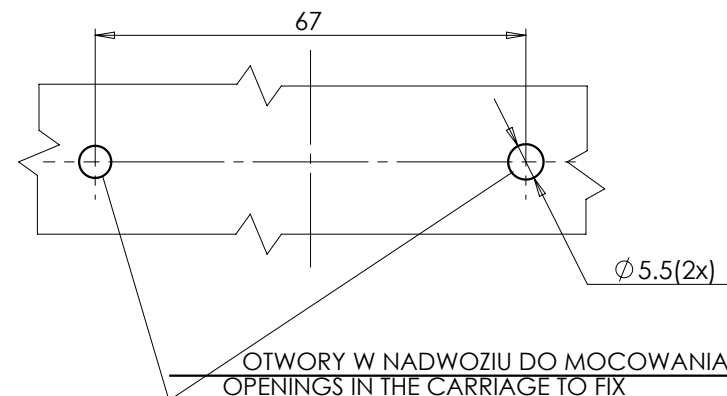 67
∅5.5(2x)
OTWORY W NADWOZIU DO MOCOWANIA
OPENINGS IN THE CARRIAGE TO FIX